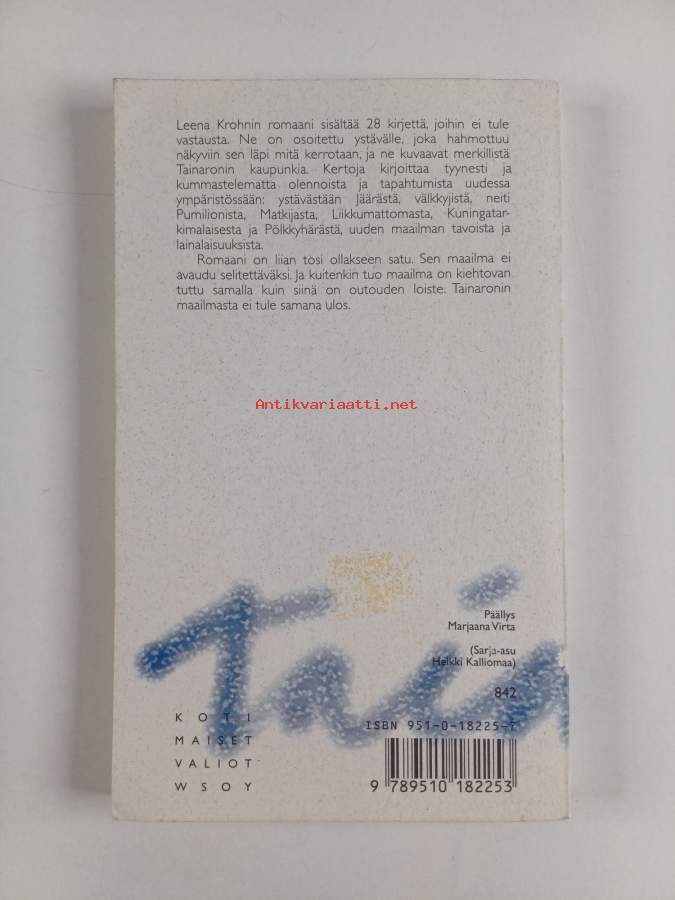 Leena Krohnin romaani sisältää 28 kirjettä, joihin ei tule
vastausta. Ne on osoitettu ystävälle, joka hahmottuu
näkyviin sen läpi mitä kerrotaan, ja ne kuvaavat merkillistä
Tainaronin kaupunkia. Kertoja kirjoittaa tyynesti ja
kummastelematta olennoista ja tapahtumista uudessa
ympäristössään: ystävästään Jäärästä, välkkyjistä, neiti
Pumilionista, Matkijasta, Liikkumattomasta, Kuningatar-
kimalaisesta ja Pölkkyhärästä, uuden maailman tavoista ja
lainalaisuuksista.
Romaani on liian tosi ollakseen satu. Sen maailma ei
avaudu selitettäväksi. Ja kuitenkin tuo maailma on kiehtovan
tuttu samalla kuin siinä on outouden loiste. Tainaronin
maailmasta ei tule samana ulos.
Antikvariaatti.net
Tain
Päällys
Marjaana Virta
(Sarja-asu
Heikki Kalliomaa)
842
KOTI
MAISET
VALIOT
WSOY
ISBN 951-0-18225-7
9 789510 182253